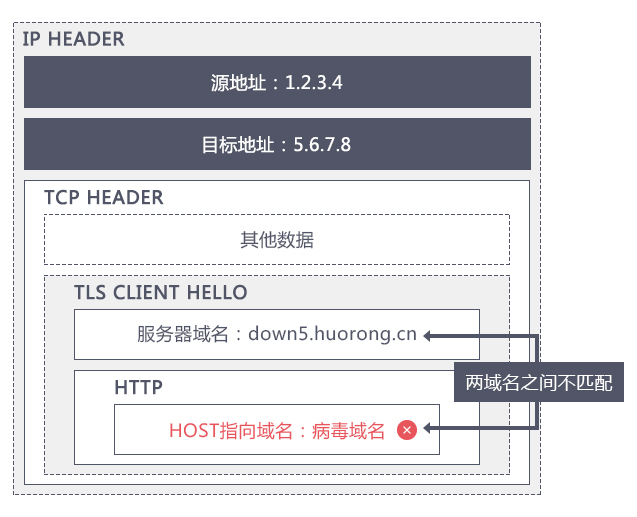 IP HEADER
源地址：1.2.3.4
目标地址：5.6.7.8
TCP HEADER
其他数据
TLS CLIENT HELLO
服务器域名：down5.huorong.cn
两域名之间不匹配
HTTP
HOST指向域名：病毒域名